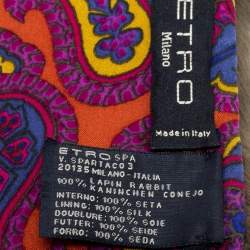 ETRO
Milano
Made in Italy
ETRO SPA
V. SPARTACO 3
20135 MILANO - ITALIA
100% LAPIN RABBIT
KANINCHEN CONEJO
INTERNO: 100% SETA
LINING: 100% SILK
DOUBLURE: 100% SOIE
FUTTER: 100% SEIDE
FORRO: 100% SEDA